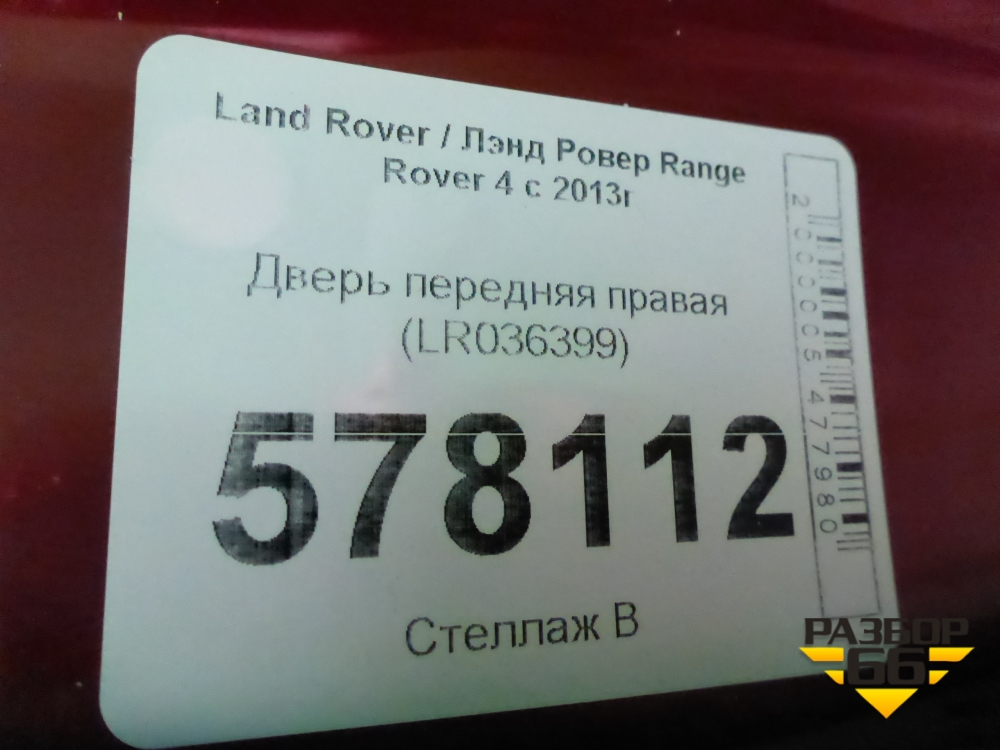 Land Rover / Лэнд Ровер Range
Rover 4 с 2013г
Дверь передняя правая
(LR036399)
578112
Стеллаж В
2000005477980
РАЗБОР
66